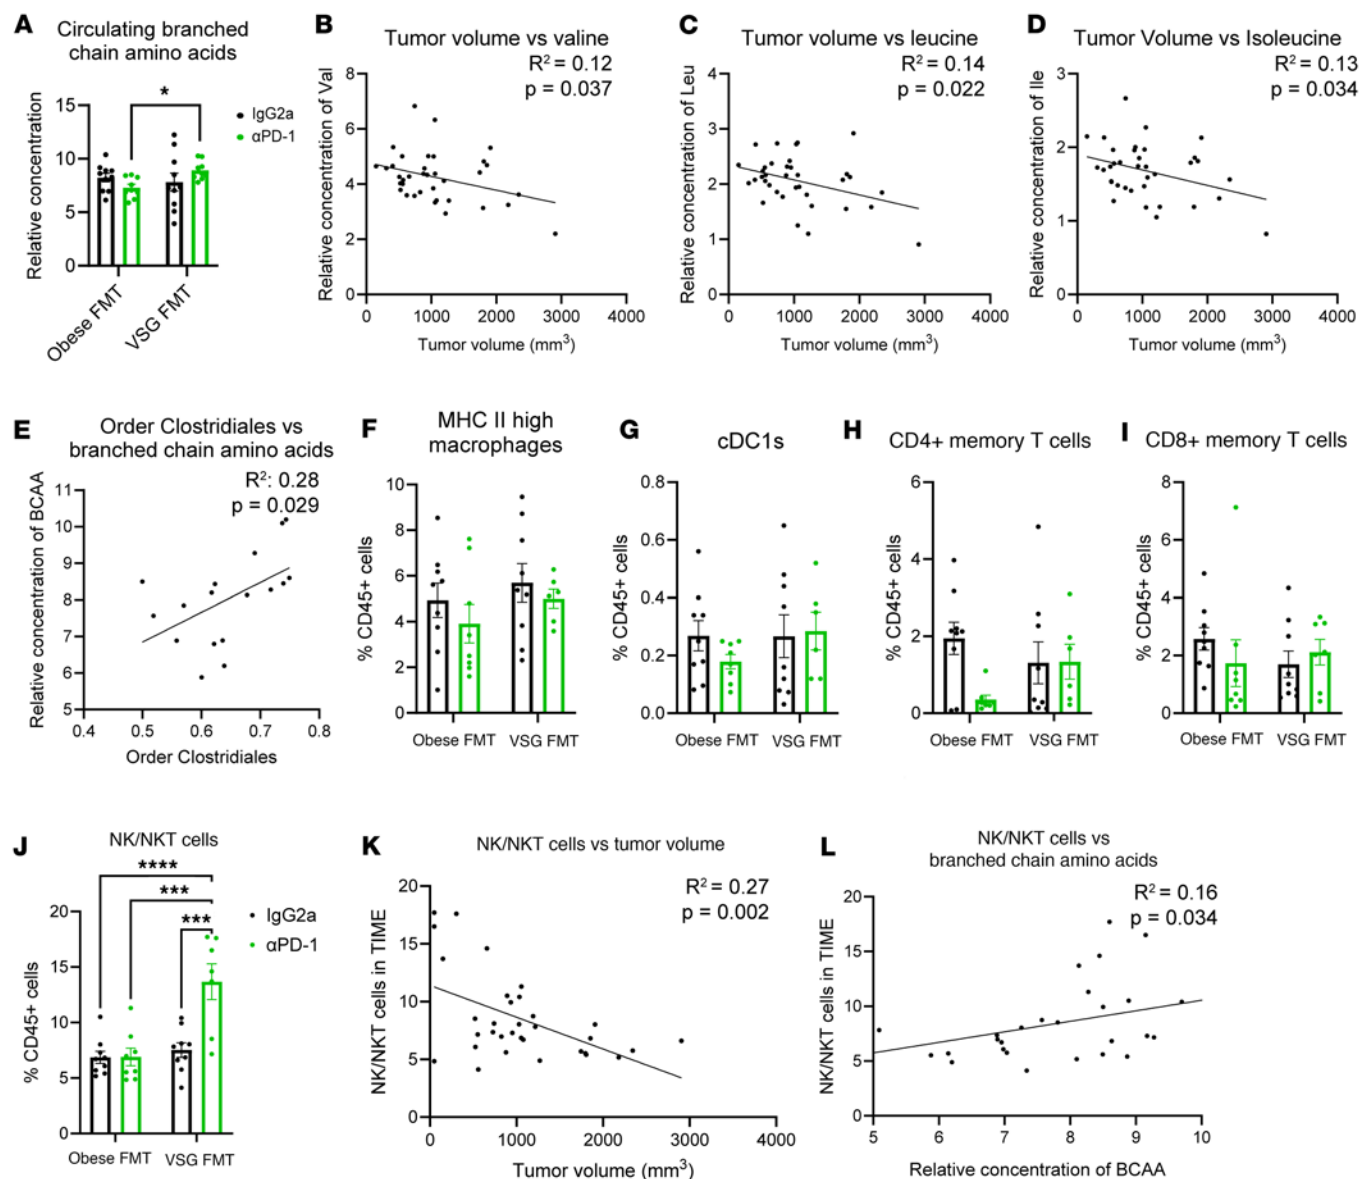 A
Circulating branched
chain amino acids
*
IgG2a
αPD-1
Relative concentration
15
10
5
0
Obese FMT
VSG FMT
B
Tumor volume vs valine
R² = 0.12
p = 0.037
Relative concentration of Val
8
6
4
2
0
0 1000 2000 3000 4000
Tumor volume (mm³)
C
Tumor volume vs leucine
R² = 0.14
p = 0.022
Relative concentration of Leu
4
3
2
1
0
0 1000 2000 3000 4000
Tumor volume (mm³)
D
Tumor Volume vs Isoleucine
R² = 0.13
p = 0.034
Relative concentration of Ile
3
2
1
0
0 1000 2000 3000 4000
Tumor volume (mm³)
E
Order Clostridiales vs
branched chain amino acids
R²: 0.28
p = 0.029
Relative concentration of BCAA
11
10
9
8
7
6
5
0.4 0.5 0.6 0.7 0.8
Order Clostridiales
F
MHC II high
macrophages
% CD45+ cells
10
8
6
4
2
0
Obese FMT VSG FMT
G
cDC1s
% CD45+ cells
0.8
0.6
0.4
0.2
0.0
Obese FMT VSG FMT
H
CD4+ memory T cells
% CD45+ cells
6
4
2
0
Obese FMT VSG FMT
I
CD8+ memory T cells
% CD45+ cells
8
6
4
2
0
Obese FMT VSG FMT
J
NK/NKT cells
****
***
***
IgG2a
αPD-1
% CD45+ cells
20
15
10
5
0
Obese FMT VSG FMT
K
NK/NKT cells vs tumor volume
R² = 0.27
p = 0.002
NK/NKT cells in TIME
20
15
10
5
0
0 1000 2000 3000 4000
Tumor volume (mm³)
L
NK/NKT cells vs
branched chain amino acids
R² = 0.16
p = 0.034
NK/NKT cells in TIME
20
15
10
5
0
5 6 7 8 9 10
Relative concentration of BCAA